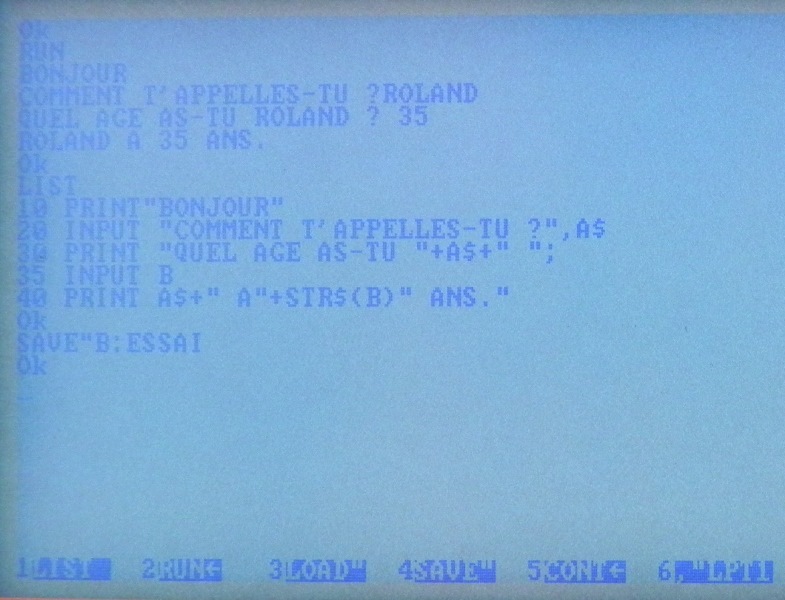 Ok
RUN
BONJOUR
COMMENT T'APPELLES-TU ?ROLAND
QUEL AGE AS-TU ROLAND ? 35
ROLAND A 35 ANS.
Ok
LIST
10 PRINT"BONJOUR"
20 INPUT "COMMENT T'APPELLES-TU ?",A$
30 PRINT "QUEL AGE AS-TU "+A$+" ";
35 INPUT B
40 PRINT A$+" A"+STR$(B)" ANS."
Ok
SAVE"B:ESSAI
Ok
_
1LIST 2RUN← 3LOAD" 4SAVE" 5CONT← 6,"LPT1